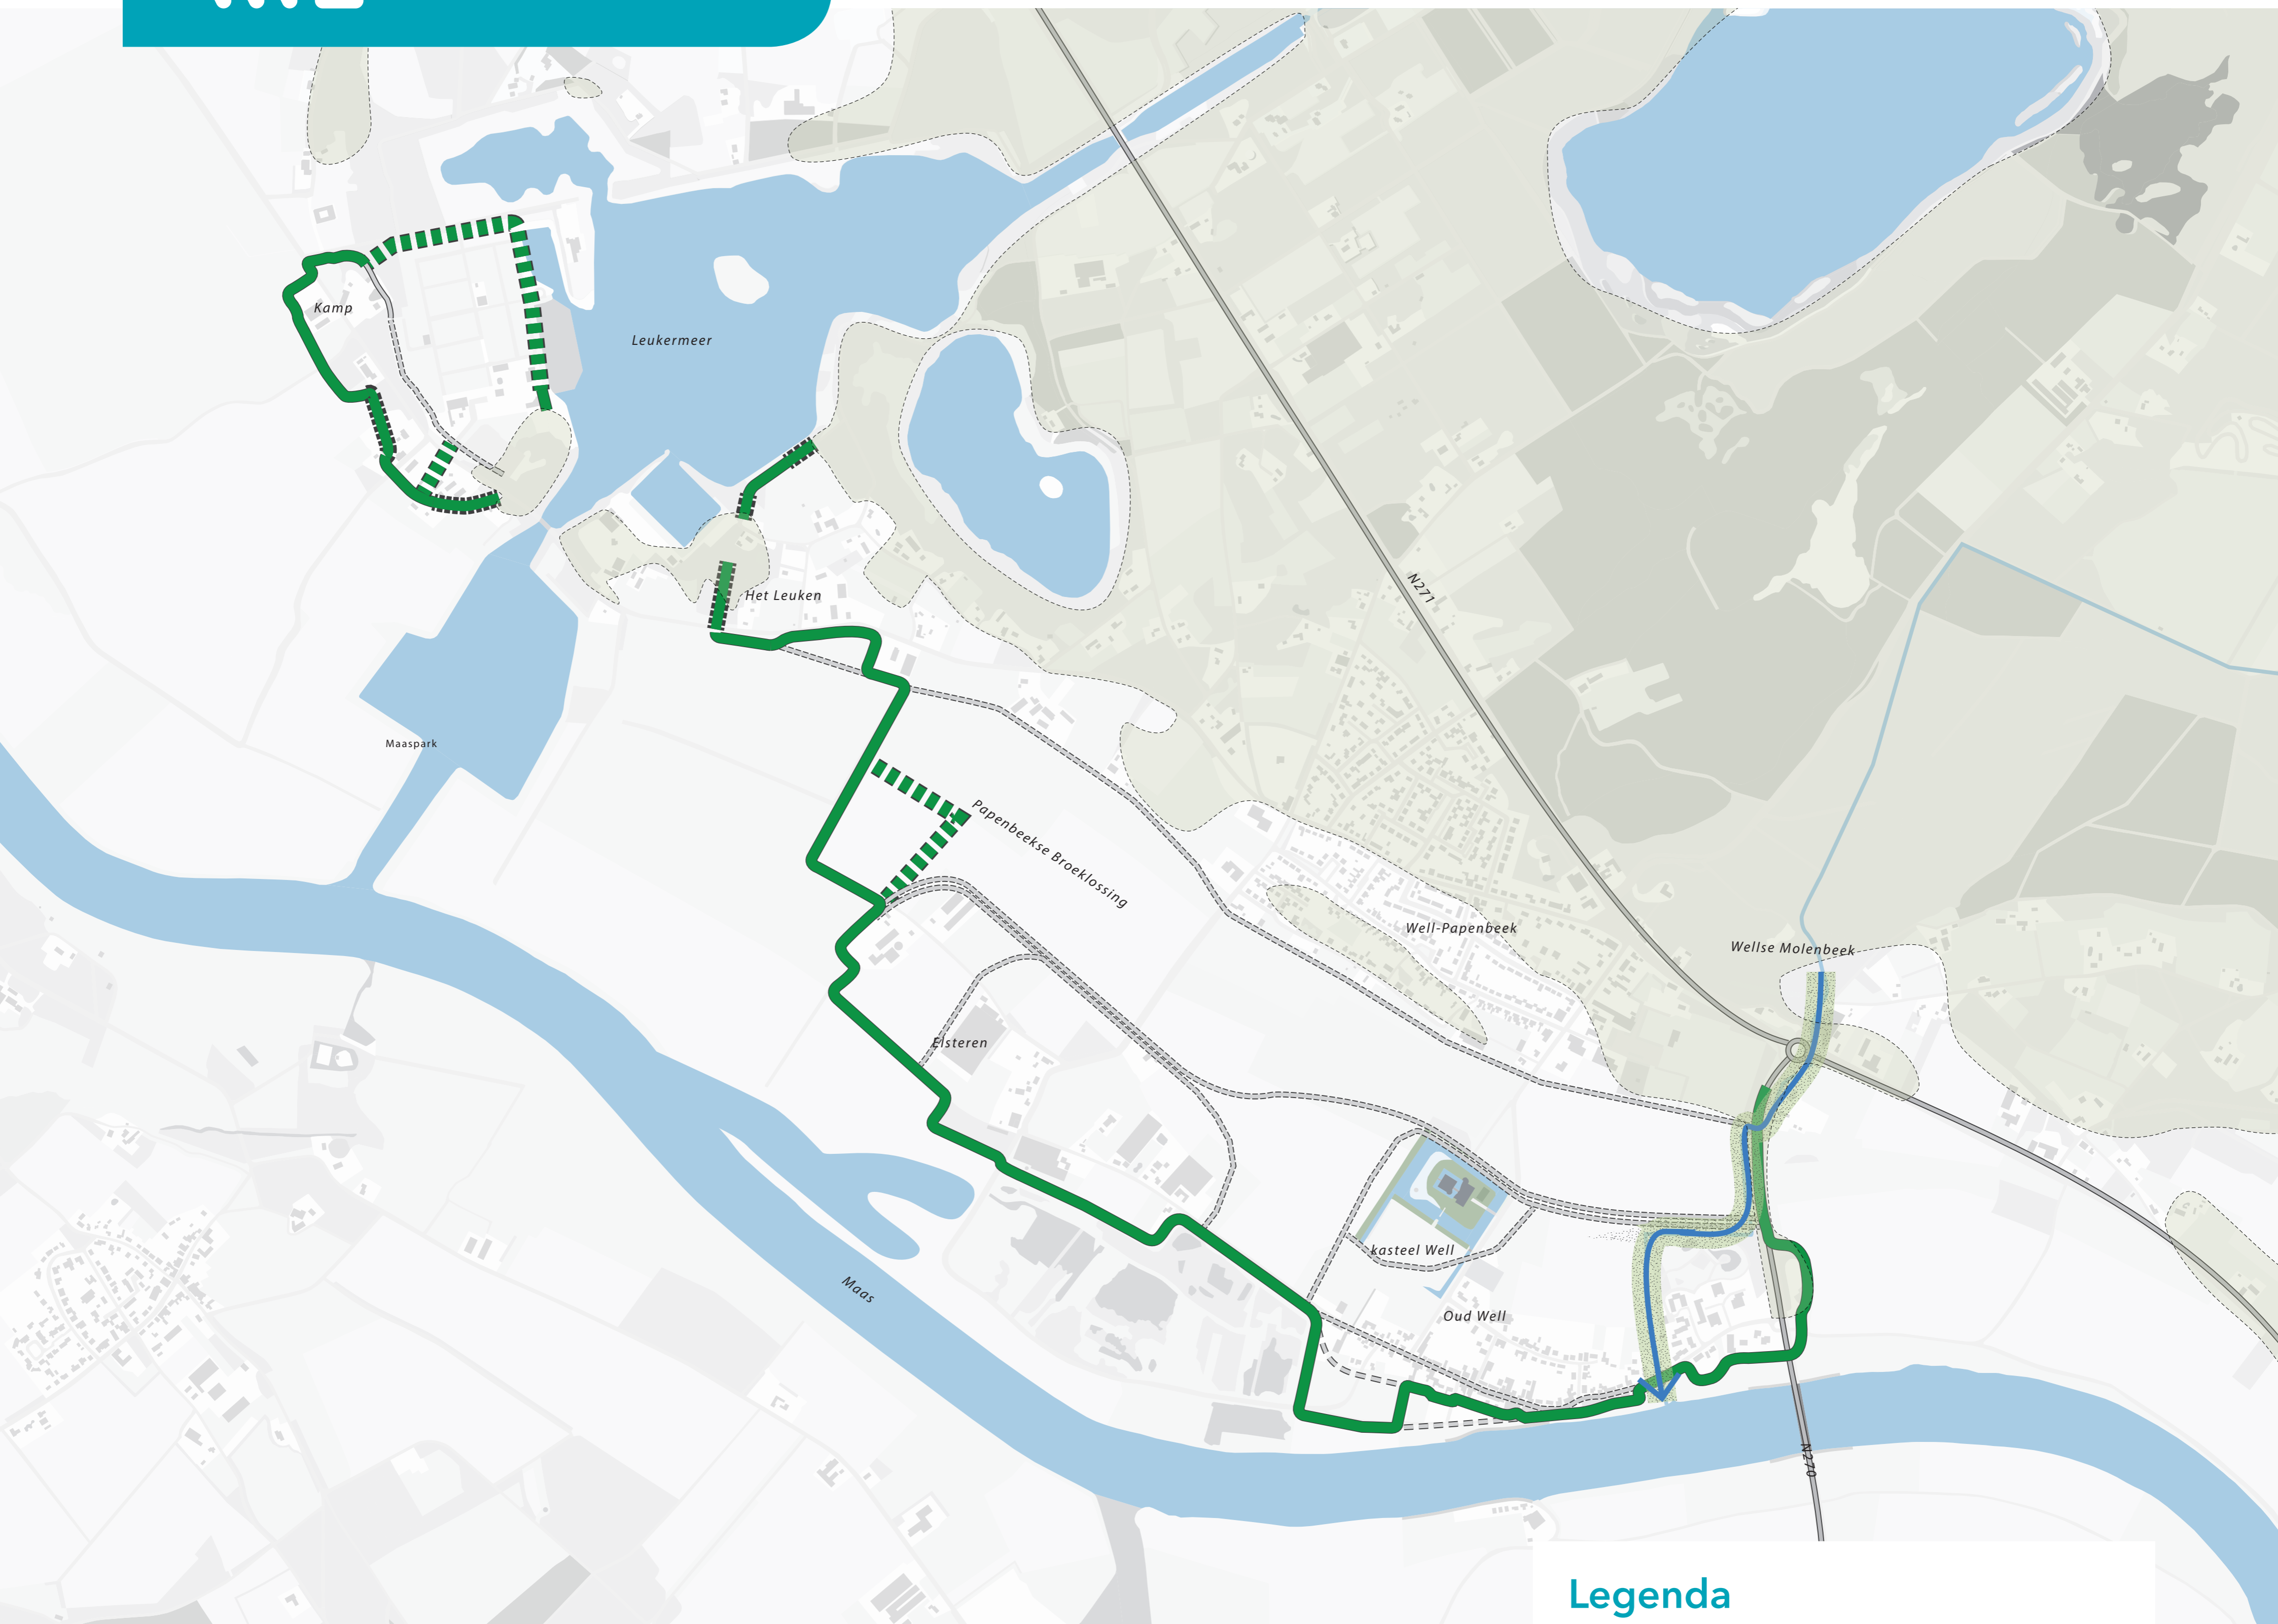 Kamp
Leukermeer
N271
Het Leuken
Maaspark
Papenbeekse Broeklossing
Well-Papenbeek
Wellse Molenbeek
Elsteren
kasteel Well
Maas
Oud Well
N270
Legenda